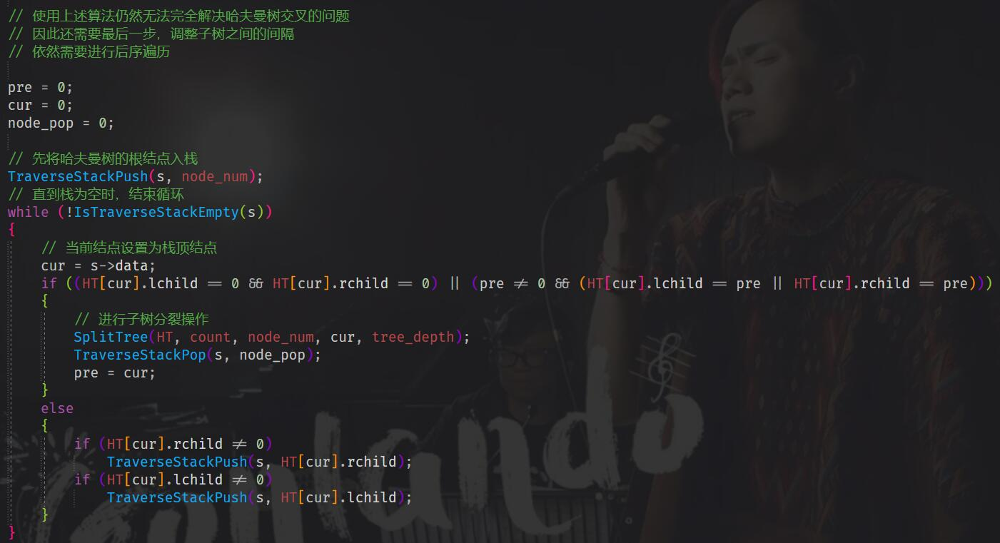 // 使用上述算法仍然无法完全解决哈夫曼树交叉的问题
// 因此还需要最后一步，调整子树之间的间隔
// 依然需要进行后序遍历
pre = 0;
cur = 0;
node_pop = 0;
// 先将哈夫曼树的根结点入栈
TraverseStackPush(s, node_num);
// 直到栈为空时，结束循环
while (!IsTraverseStackEmpty(s))
{
// 当前结点设置为栈顶结点
cur = s->data;
if ((HT[cur].lchild == 0 && HT[cur].rchild == 0) || (pre != 0 && (HT[cur].lchild == pre || HT[cur].rchild == pre)))
{
// 进行子树分裂操作
SplitTree(HT, count, node_num, cur, tree_depth);
TraverseStackPop(s, node_pop);
pre = cur;
}
else
{
if (HT[cur].rchild != 0)
TraverseStackPush(s, HT[cur].rchild);
if (HT[cur].lchild != 0)
TraverseStackPush(s, HT[cur].lchild);
}
}